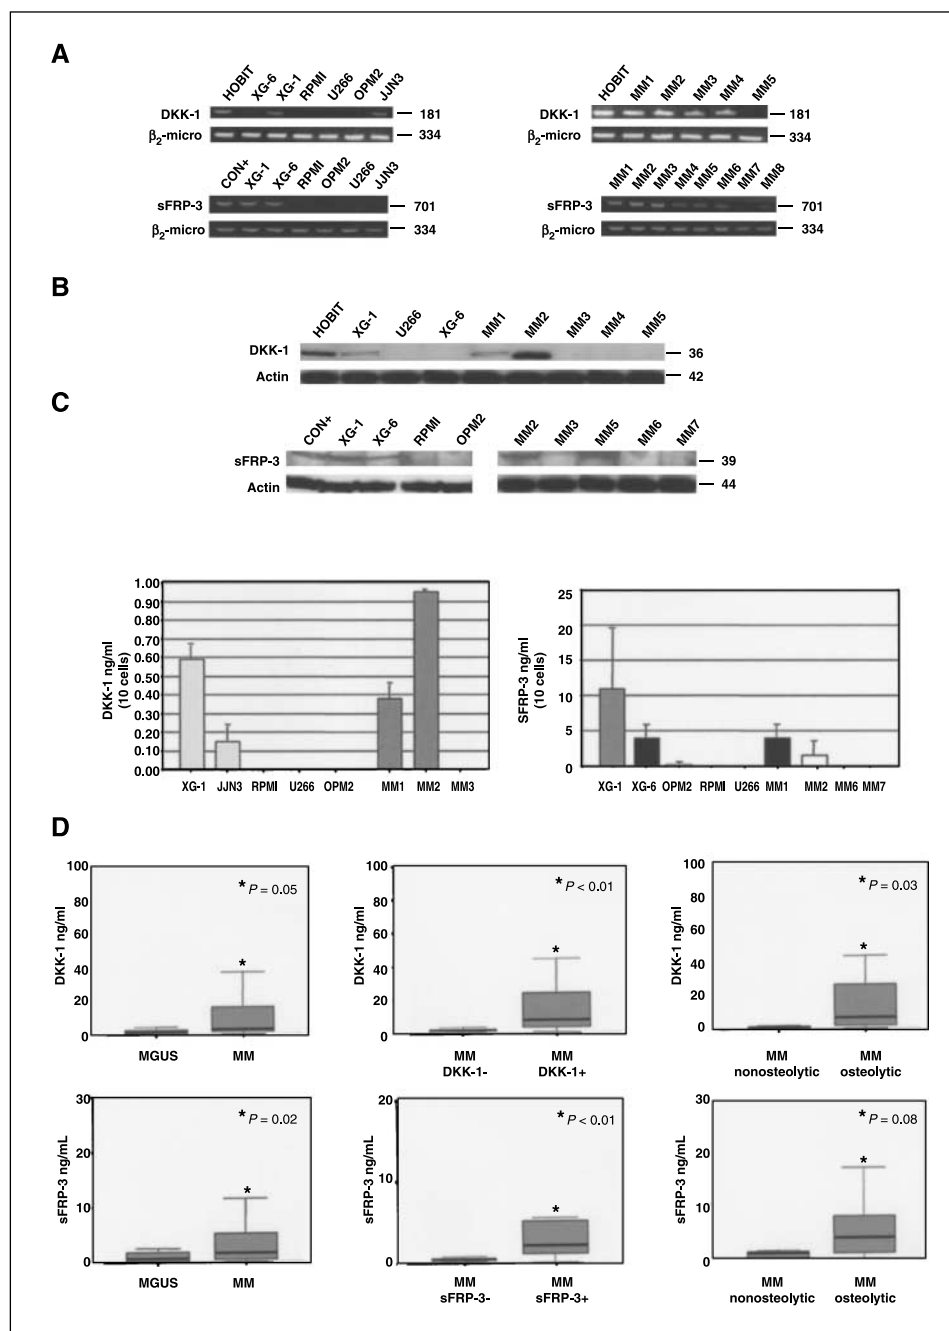 A
HOBIT XG-6 XG-1 RPMI U266 OPM2 JJN3
DKK-1 181
β2-micro 334
HOBIT MM1 MM2 MM3 MM4 MM5
181
DKK-1
β2-micro 334
CON+ XG-1 XG-6 RPMI OPM2 U266 JJN3
sFRP-3 701
β2-micro 334
MM1 MM2 MM3 MM4 MM5 MM6 MM7 MM8
sFRP-3 701
β2-micro 334
B
HOBIT XG-1 U266 XG-6 MM1 MM2 MM3 MM4 MM5
DKK-1 36
Actin 42
C
CON+ XG-1 XG-6 RPMI OPM2 MM2 MM3 MM5 MM6 MM7
sFRP-3 39
Actin 44
DKK-1 ng/ml
(10 cells)
1.00
0.90
0.80
0.70
0.60
0.50
0.40
0.30
0.20
0.10
0.00
XG-1 JJN3 RPMI U266 OPM2 MM1 MM2 MM3
SFRP-3 ng/ml
(10 cells)
25
20
15
10
5
0
XG-1 XG-6 OPM2 RPMI U266 MM1 MM2 MM6 MM7
D
DKK-1 ng/ml
100
80
60
40
20
0
* P = 0.05
*
MGUS MM
DKK-1 ng/ml
100
80
60
40
20
0
* P < 0.01
*
MM MM
DKK-1- DKK-1+
DKK-1 ng/ml
100
80
60
40
20
0
* P = 0.03
*
MM MM
nonosteolytic osteolytic
sFRP-3 ng/mL
30
20
10
0
* P = 0.02
*
MGUS MM
sFRP-3 ng/mL
20
10
0
* P < 0.01
*
MM MM
sFRP-3- sFRP-3+
sFRP-3 ng/mL
30
20
10
0
* P = 0.08
*
MM MM
nonosteolytic osteolytic